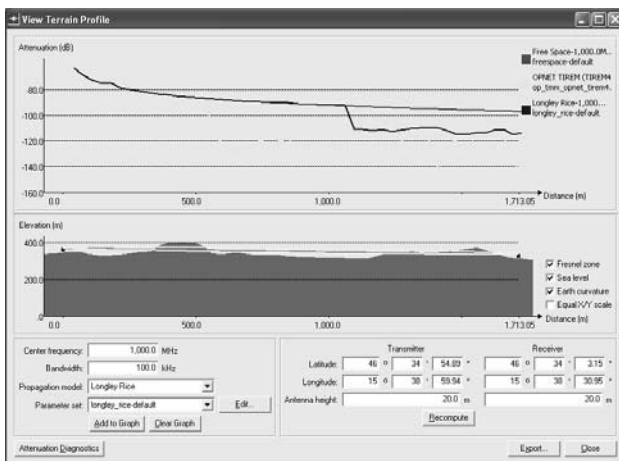 View Terrain Profile
Attenuation (dB)
Free Space-1,000.0M...
freespace-default
OPNET TIREM (TIREM4
op_tmm_opnet_tirem4.
Longley Rice-1,000...
longley_rice-default
-80.0
-100.0
-120.0
-140.0
-160.0
0.0 500.0 1,000.0 1,713.05
Distance (m)
Elevation (m)
400.0
200.0
.0
0.0 500.0 1,000.0 1,713.05
Distance (m)
Fresnel zone
Sea level
Earth curvature
Equal X/Y scale
Center frequency: 1,000.0 MHz
Bandwidth: 100.0 kHz
Propagation model: Longley Rice
Parameter set: longley_rice-default Edit...
Add to Graph Clear Graph
Transmitter Receiver
Latitude: 46 ° 34 ' 54.89 " 46 ° 34 ' 3.15 "
Longitude: 15 ° 38 ' 59.94 " 15 ° 38 ' 30.95 "
Antenna height: 20.0 m 20.0 m
Recompute
Attenuation Diagnostics Export... Close